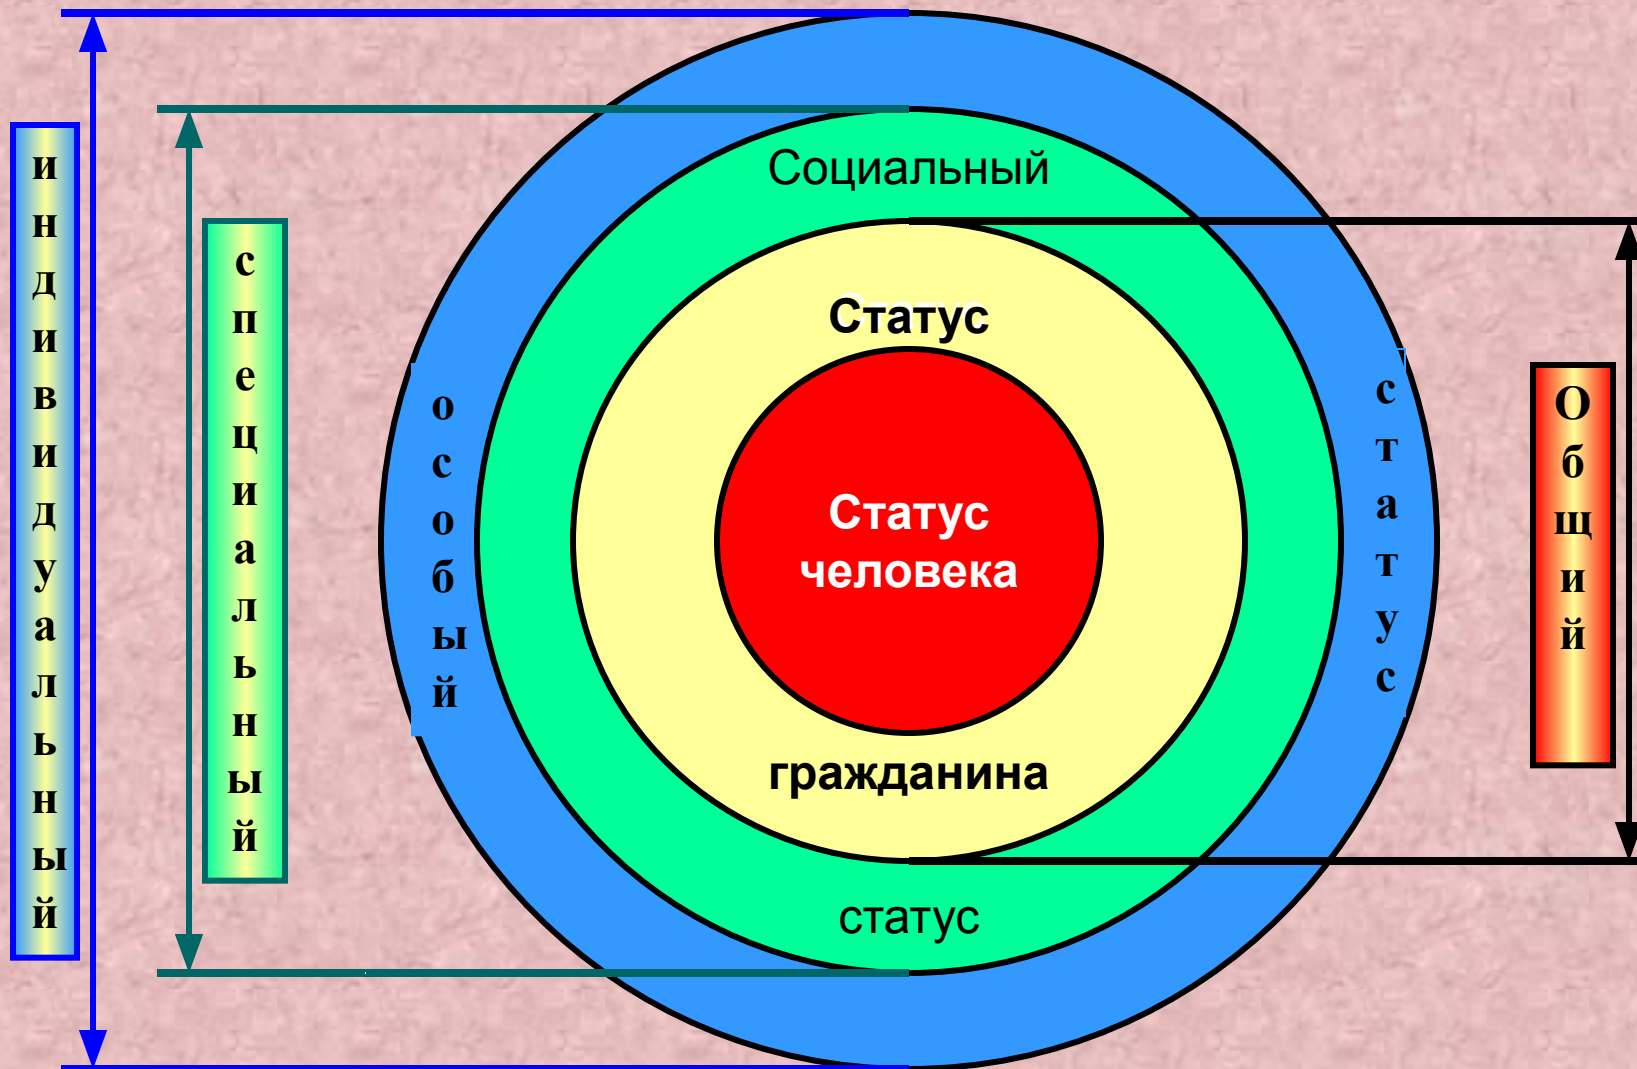 индивидуальный
специальный
особый
Социальный
Статус
Статус
человека
гражданина
статус
статус
Общий